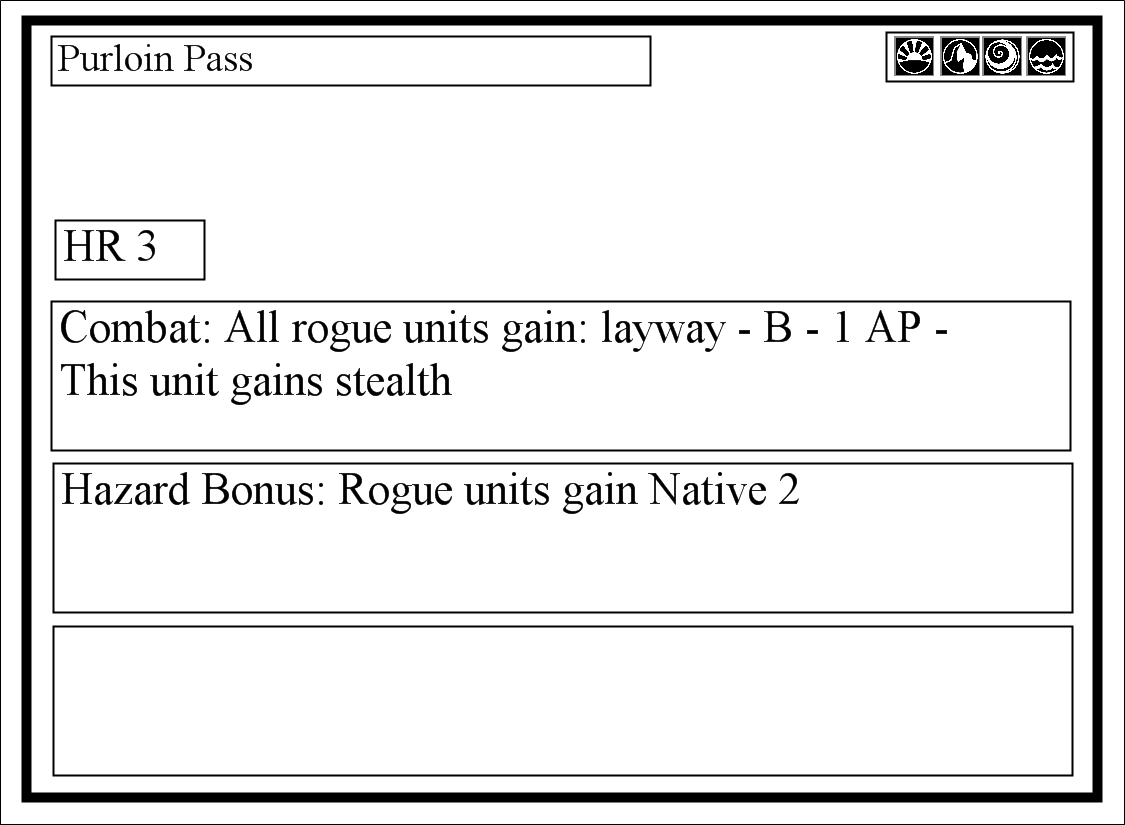 Purloin Pass
HR 3
Combat: All rogue units gain: layway - B - 1 AP -
This unit gains stealth
Hazard Bonus: Rogue units gain Native 2